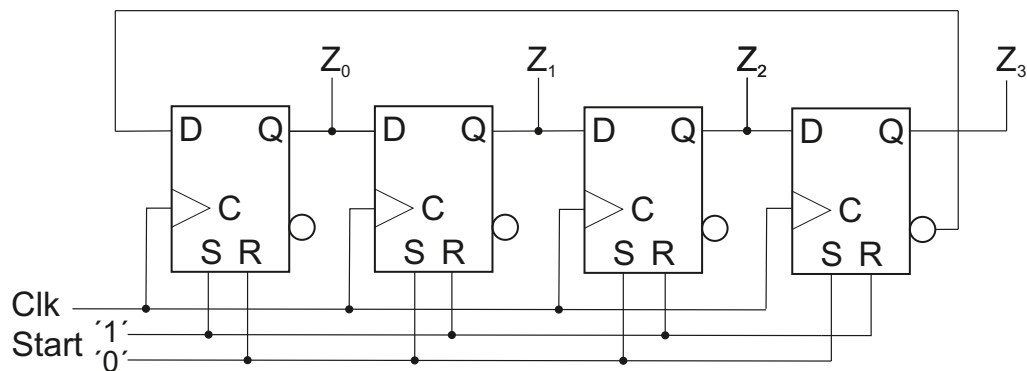 Z0 Z1 Z2 Z3
D Q D Q D Q D Q
C C C C
S R S R S R S R
Clk
Start ´1´
´0´